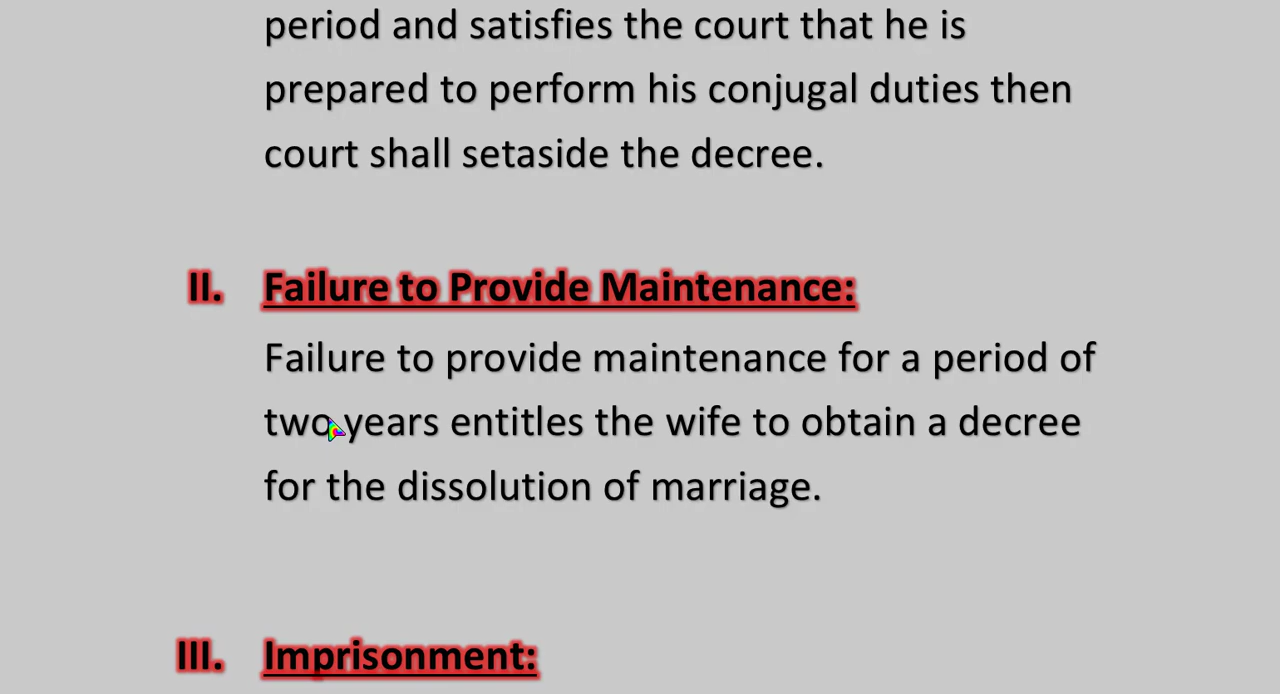 period and satisfies the court that he is
prepared to perform his conjugal duties then
court shall setaside the decree.
II. Failure to Provide Maintenance:
Failure to provide maintenance for a period of
two years entitles the wife to obtain a decree
for the dissolution of marriage.
III. Imprisonment: